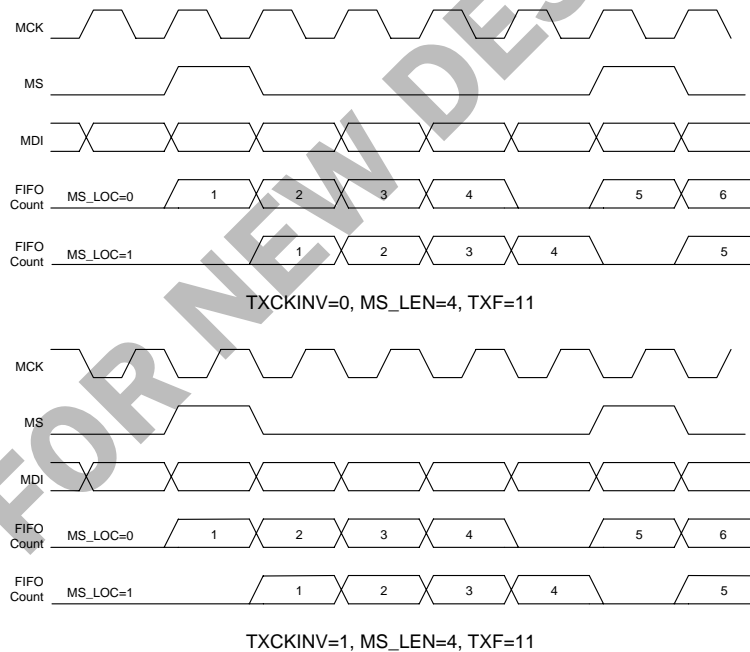 MCK
MS
MDI
FIFO Count MS_LOC=0 1 2 3 4 5 6
FIFO Count MS_LOC=1 1 2 3 4 5
TXCKINV=0, MS_LEN=4, TXF=11
MCK
MS
MDI
FIFO Count MS_LOC=0 1 2 3 4 5 6
FIFO Count MS_LOC=1 1 2 3 4 5
TXCKINV=1, MS_LEN=4, TXF=11
FOR NEW DES